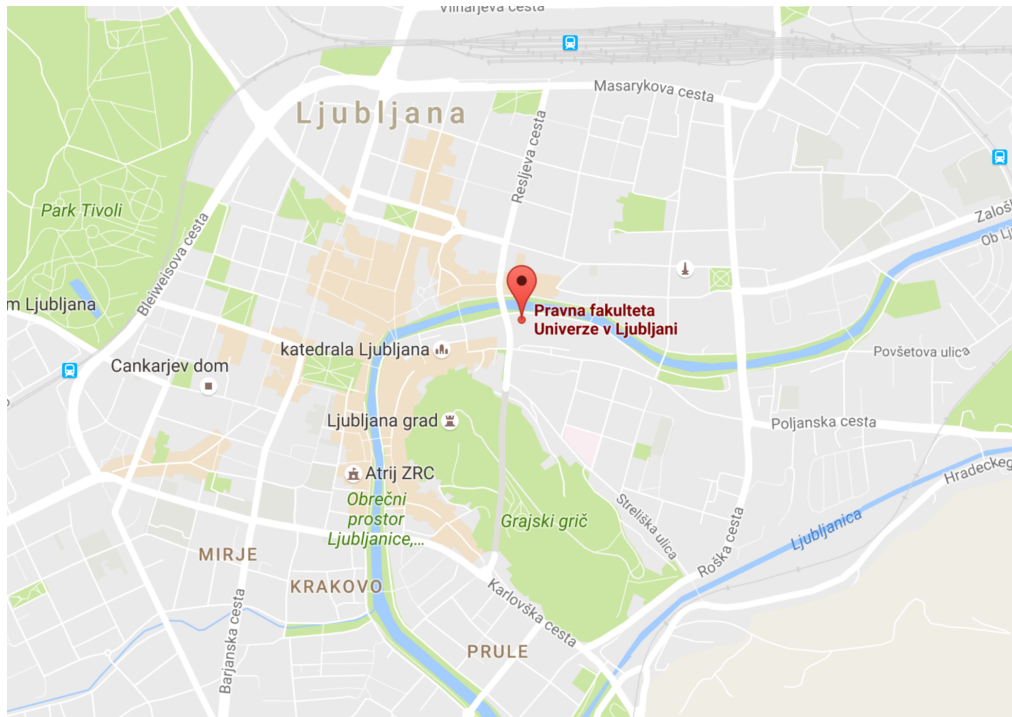 Vilharjeva cesta
Masarykova cesta
Ljubljana
Resljeva cesta
Park Tivoli
Bleiweisova cesta
Zaloš
Ob Lj
m Ljubljana
Pravna fakulteta
Univerze v Ljubljani
katedrala Ljubljana
Povšetova ulica
Cankarjev dom
Ljubljana grad
Poljanska cesta
Atrij ZRC
Hradeckeg
Obrečni
prostor
Ljubljanice,...
Grajski grič
Streliška ulica
Ljubljanica
Roška cesta
MIRJE
KRAKOVO
Karlovška cesta
Barjanska cesta
PRULE